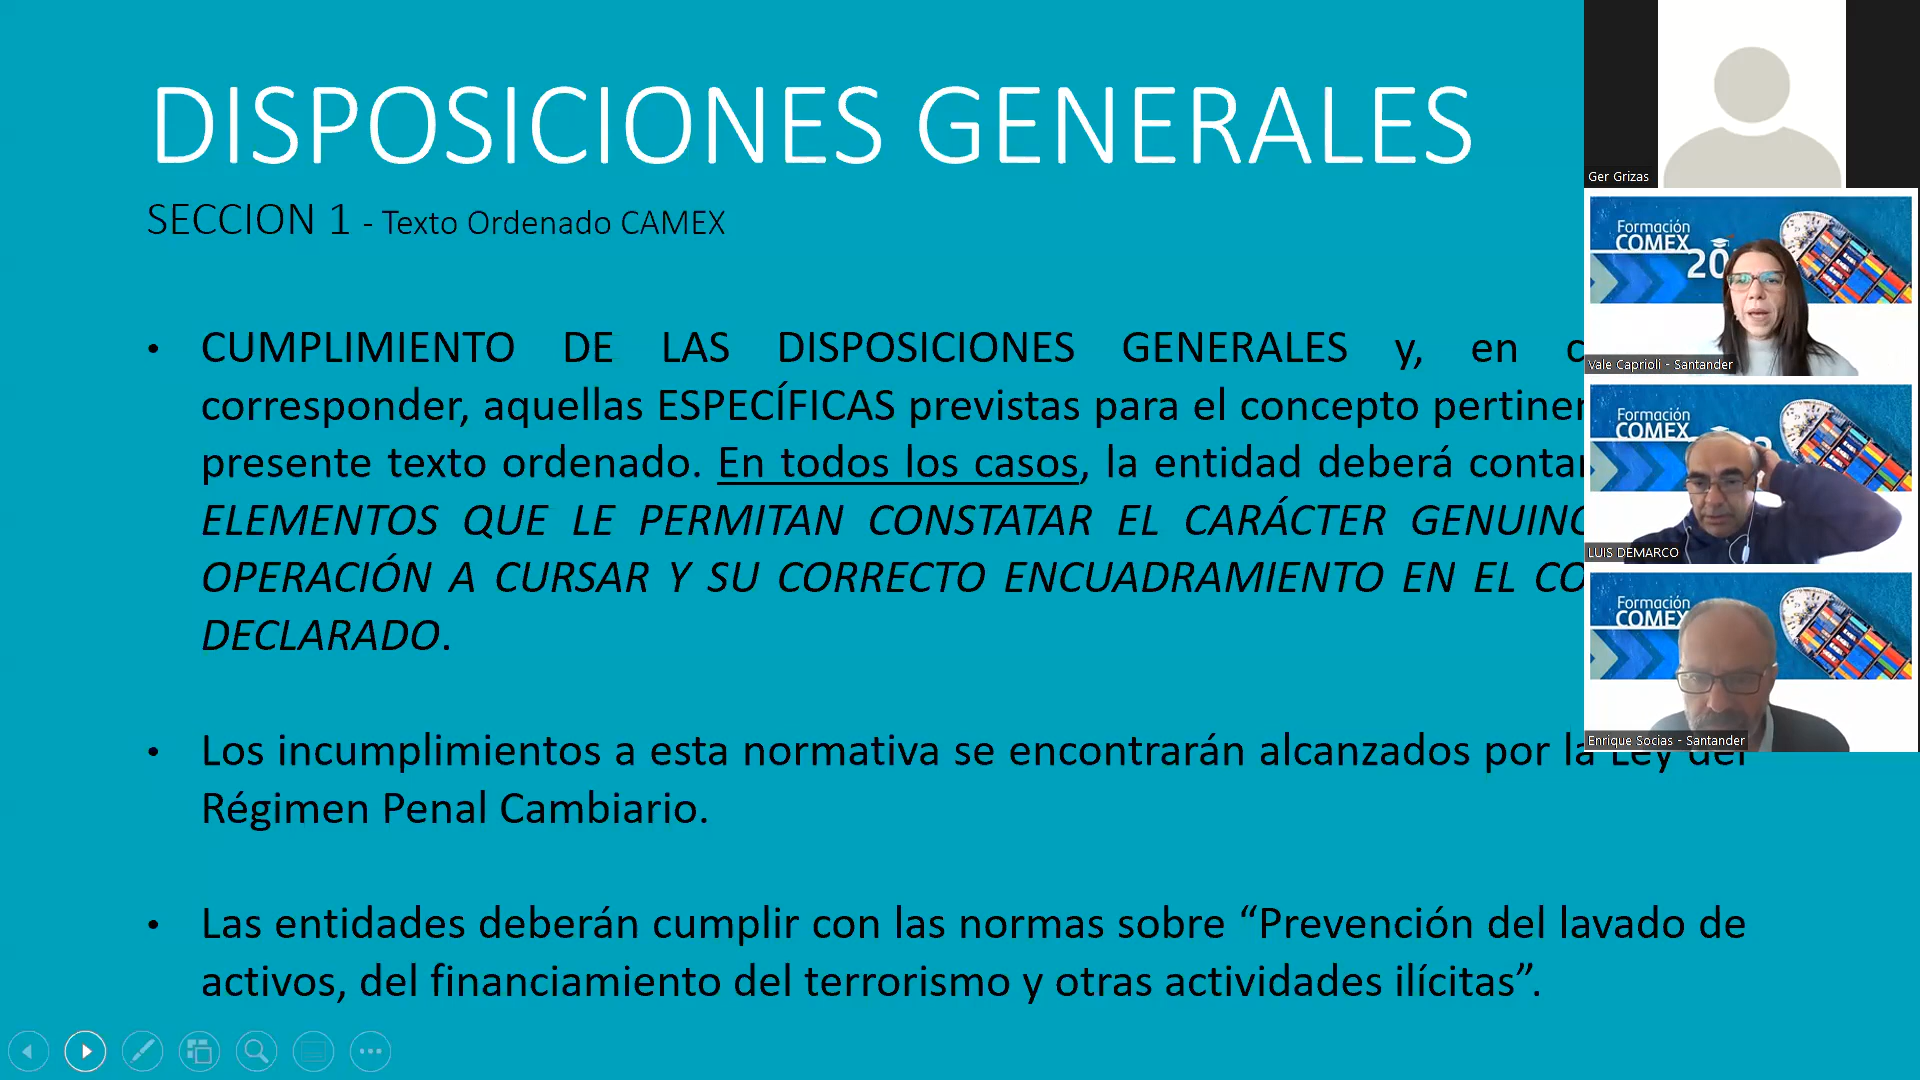 DISPOSICIONES GENERALES
SECCION 1 - Texto Ordenado CAMEX
• CUMPLIMIENTO DE LAS DISPOSICIONES GENERALES y, en
corresponder, aquellas ESPECÍFICAS previstas para el concepto
presente texto ordenado. En todos los casos, la entidad deberá
ELEMENTOS QUE LE PERMITAN CONSTATAR EL CARÁCTER
OPERACIÓN A CURSAR Y SU CORRECTO ENCUADRAMIENTO EN EL
DECLARADO.
• Los incumplimientos a esta normativa se encontrarán alcanzados por la Ley del
Régimen Penal Cambiario.
• Las entidades deberán cumplir con las normas sobre “Prevención del lavado de
activos, del financiamiento del terrorismo y otras actividades ilícitas”.
Ger Grizas
Formación
COMEX
20
Vale Caprioli - Santander
Formación
COMEX
LUIS DEMARCO
Formación
COMEX
Enrique Socias - Santander